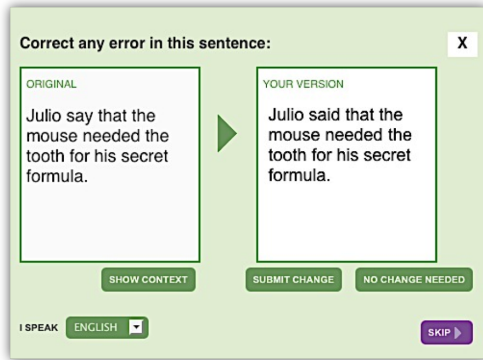 Correct any error in this sentence:
X
ORIGINAL
Julio say that the
mouse needed the
tooth for his secret
formula.
YOUR VERSION
Julio said that the
mouse needed the
tooth for his secret
formula.
SHOW CONTEXT
SUBMIT CHANGE
NO CHANGE NEEDED
I SPEAK
ENGLISH
SKIP